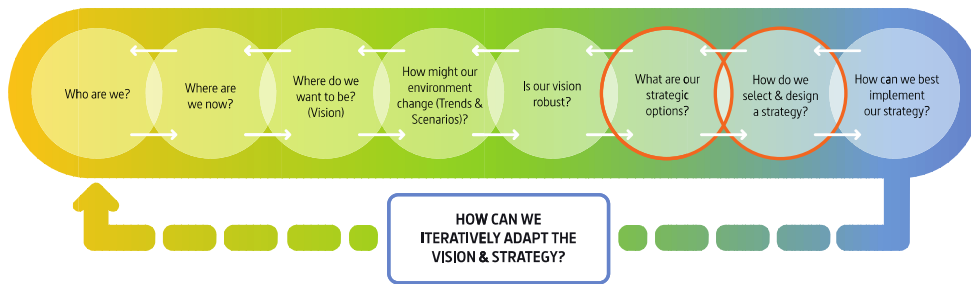 Who are we?
Where are
we now?
Where do we
want to be?
(Vision)
How might our
environment
change (Trends &
Scenarios)?
Is our vision
robust?
What are our
strategic
options?
How do we
select & design
a strategy?
How can we best
implement
our strategy?
HOW CAN WE
ITERATIVELY ADAPT THE
VISION & STRATEGY?